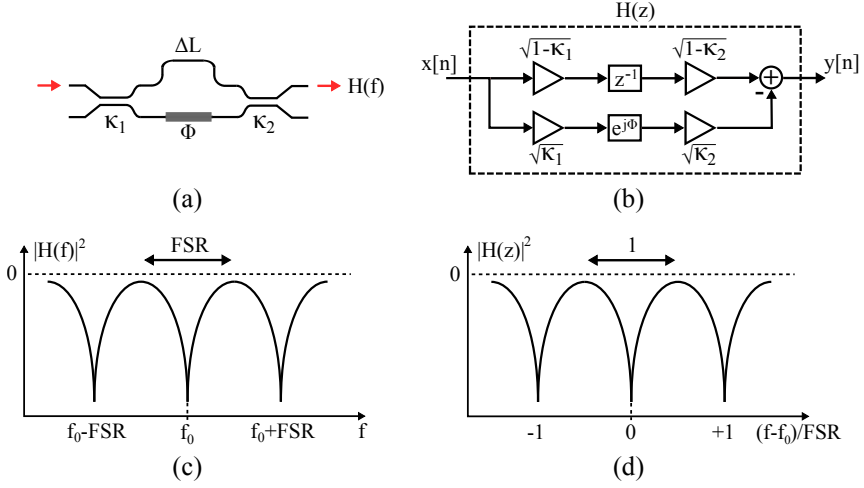 ΔL
H(f)
κ₁
Φ
κ₂
(a)
H(z)
x[n]
√1-κ₁
z⁻¹
√1-κ₂
+
y[n]
-
√κ₁
e^jΦ
√κ₂
(b)
|H(f)|²
FSR
0
f₀-FSR
f₀
f₀+FSR
f
(c)
|H(z)|²
1
0
-1
0
+1
(f-f₀)/FSR
(d)